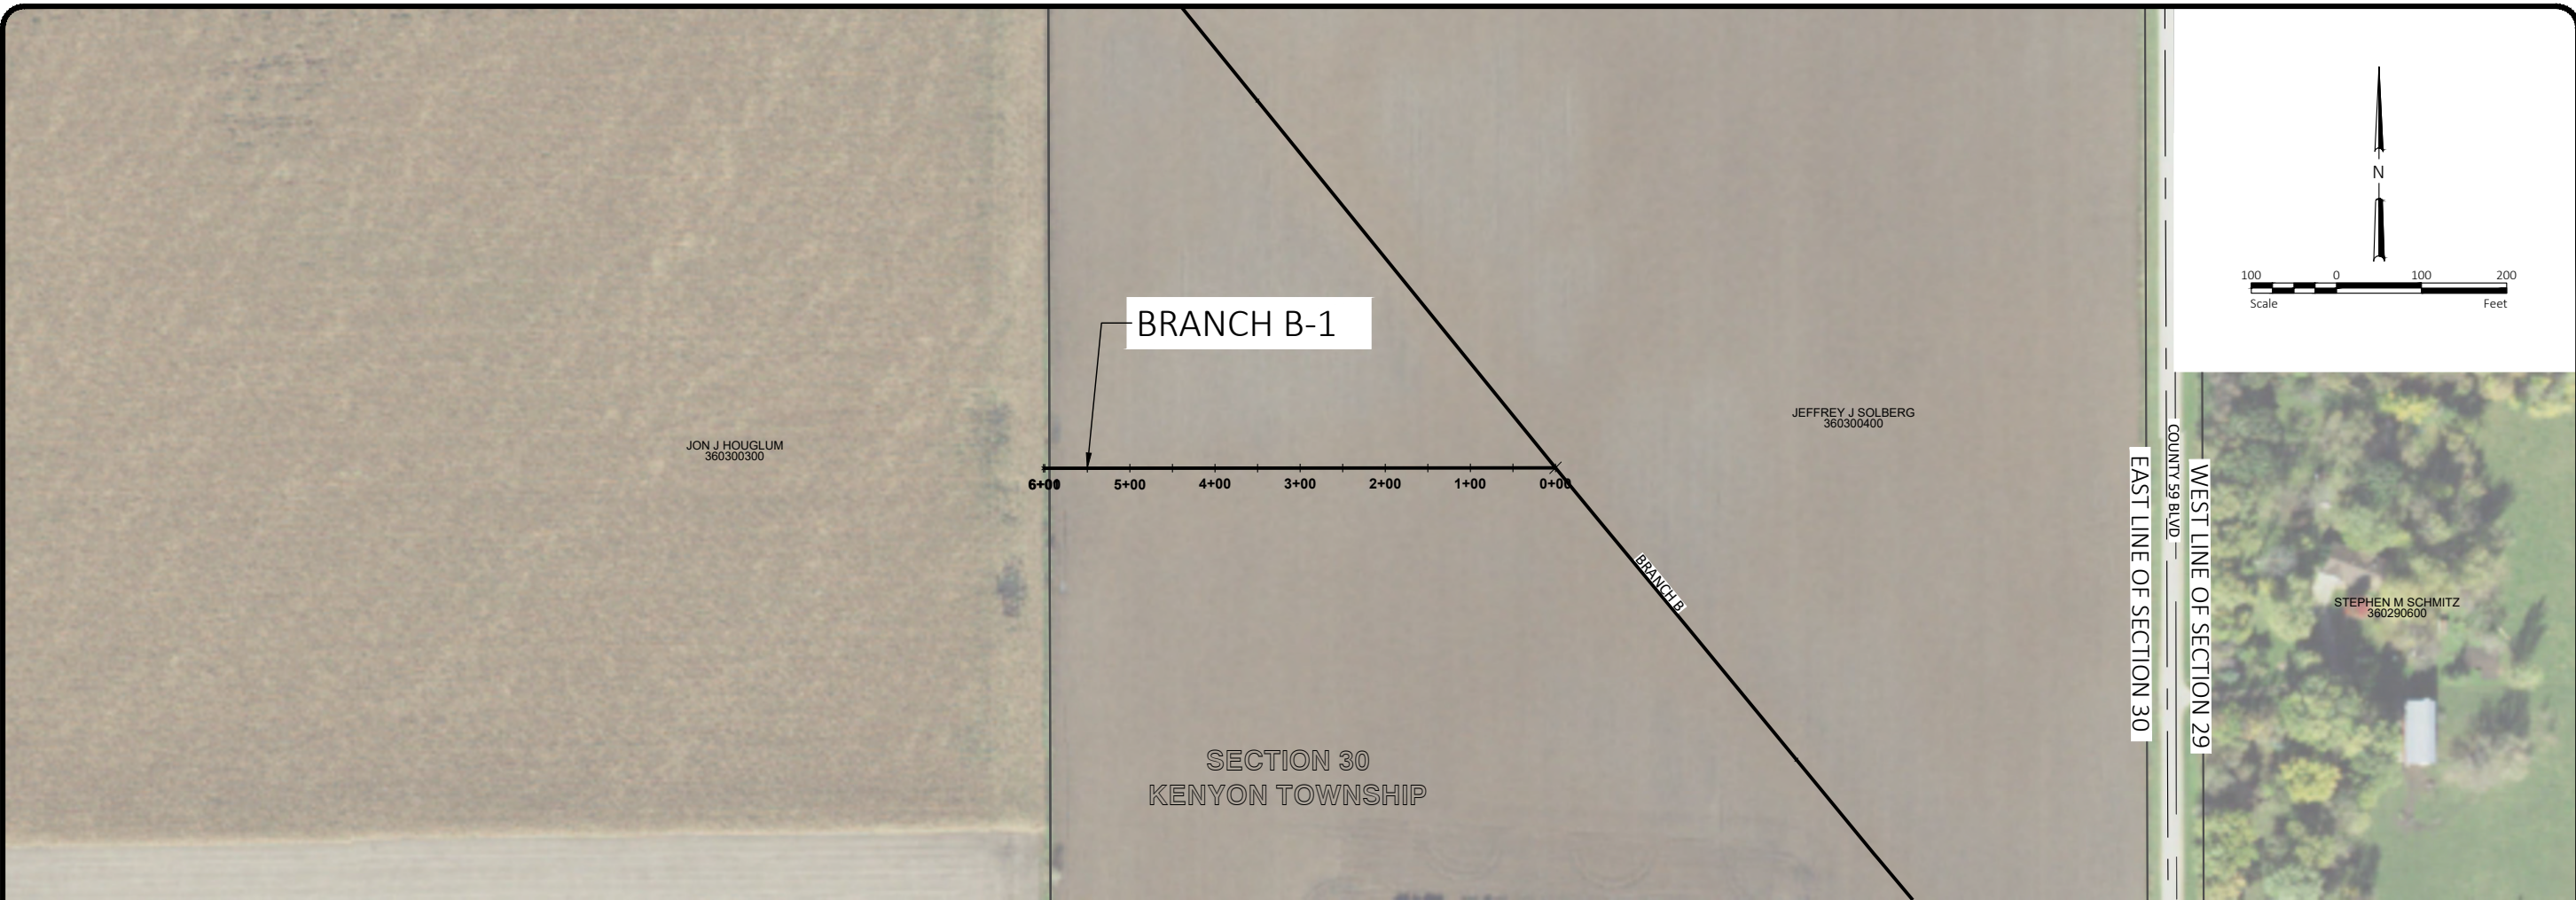 N
100 0 100 200
Scale Feet
BRANCH B-1
JEFFREY J SOLBERG
360300400
JON J HOUGLUM
360300300
5+00 4+00 3+00 2+00 1+00 0+00
BRANCH B
EAST LINE OF SECTION 30
COUNTY 59 BLVD
WEST LINE OF SECTION 29
STEPHEN M SCHMITZ
360290600
SECTION 30
KENYON TOWNSHIP